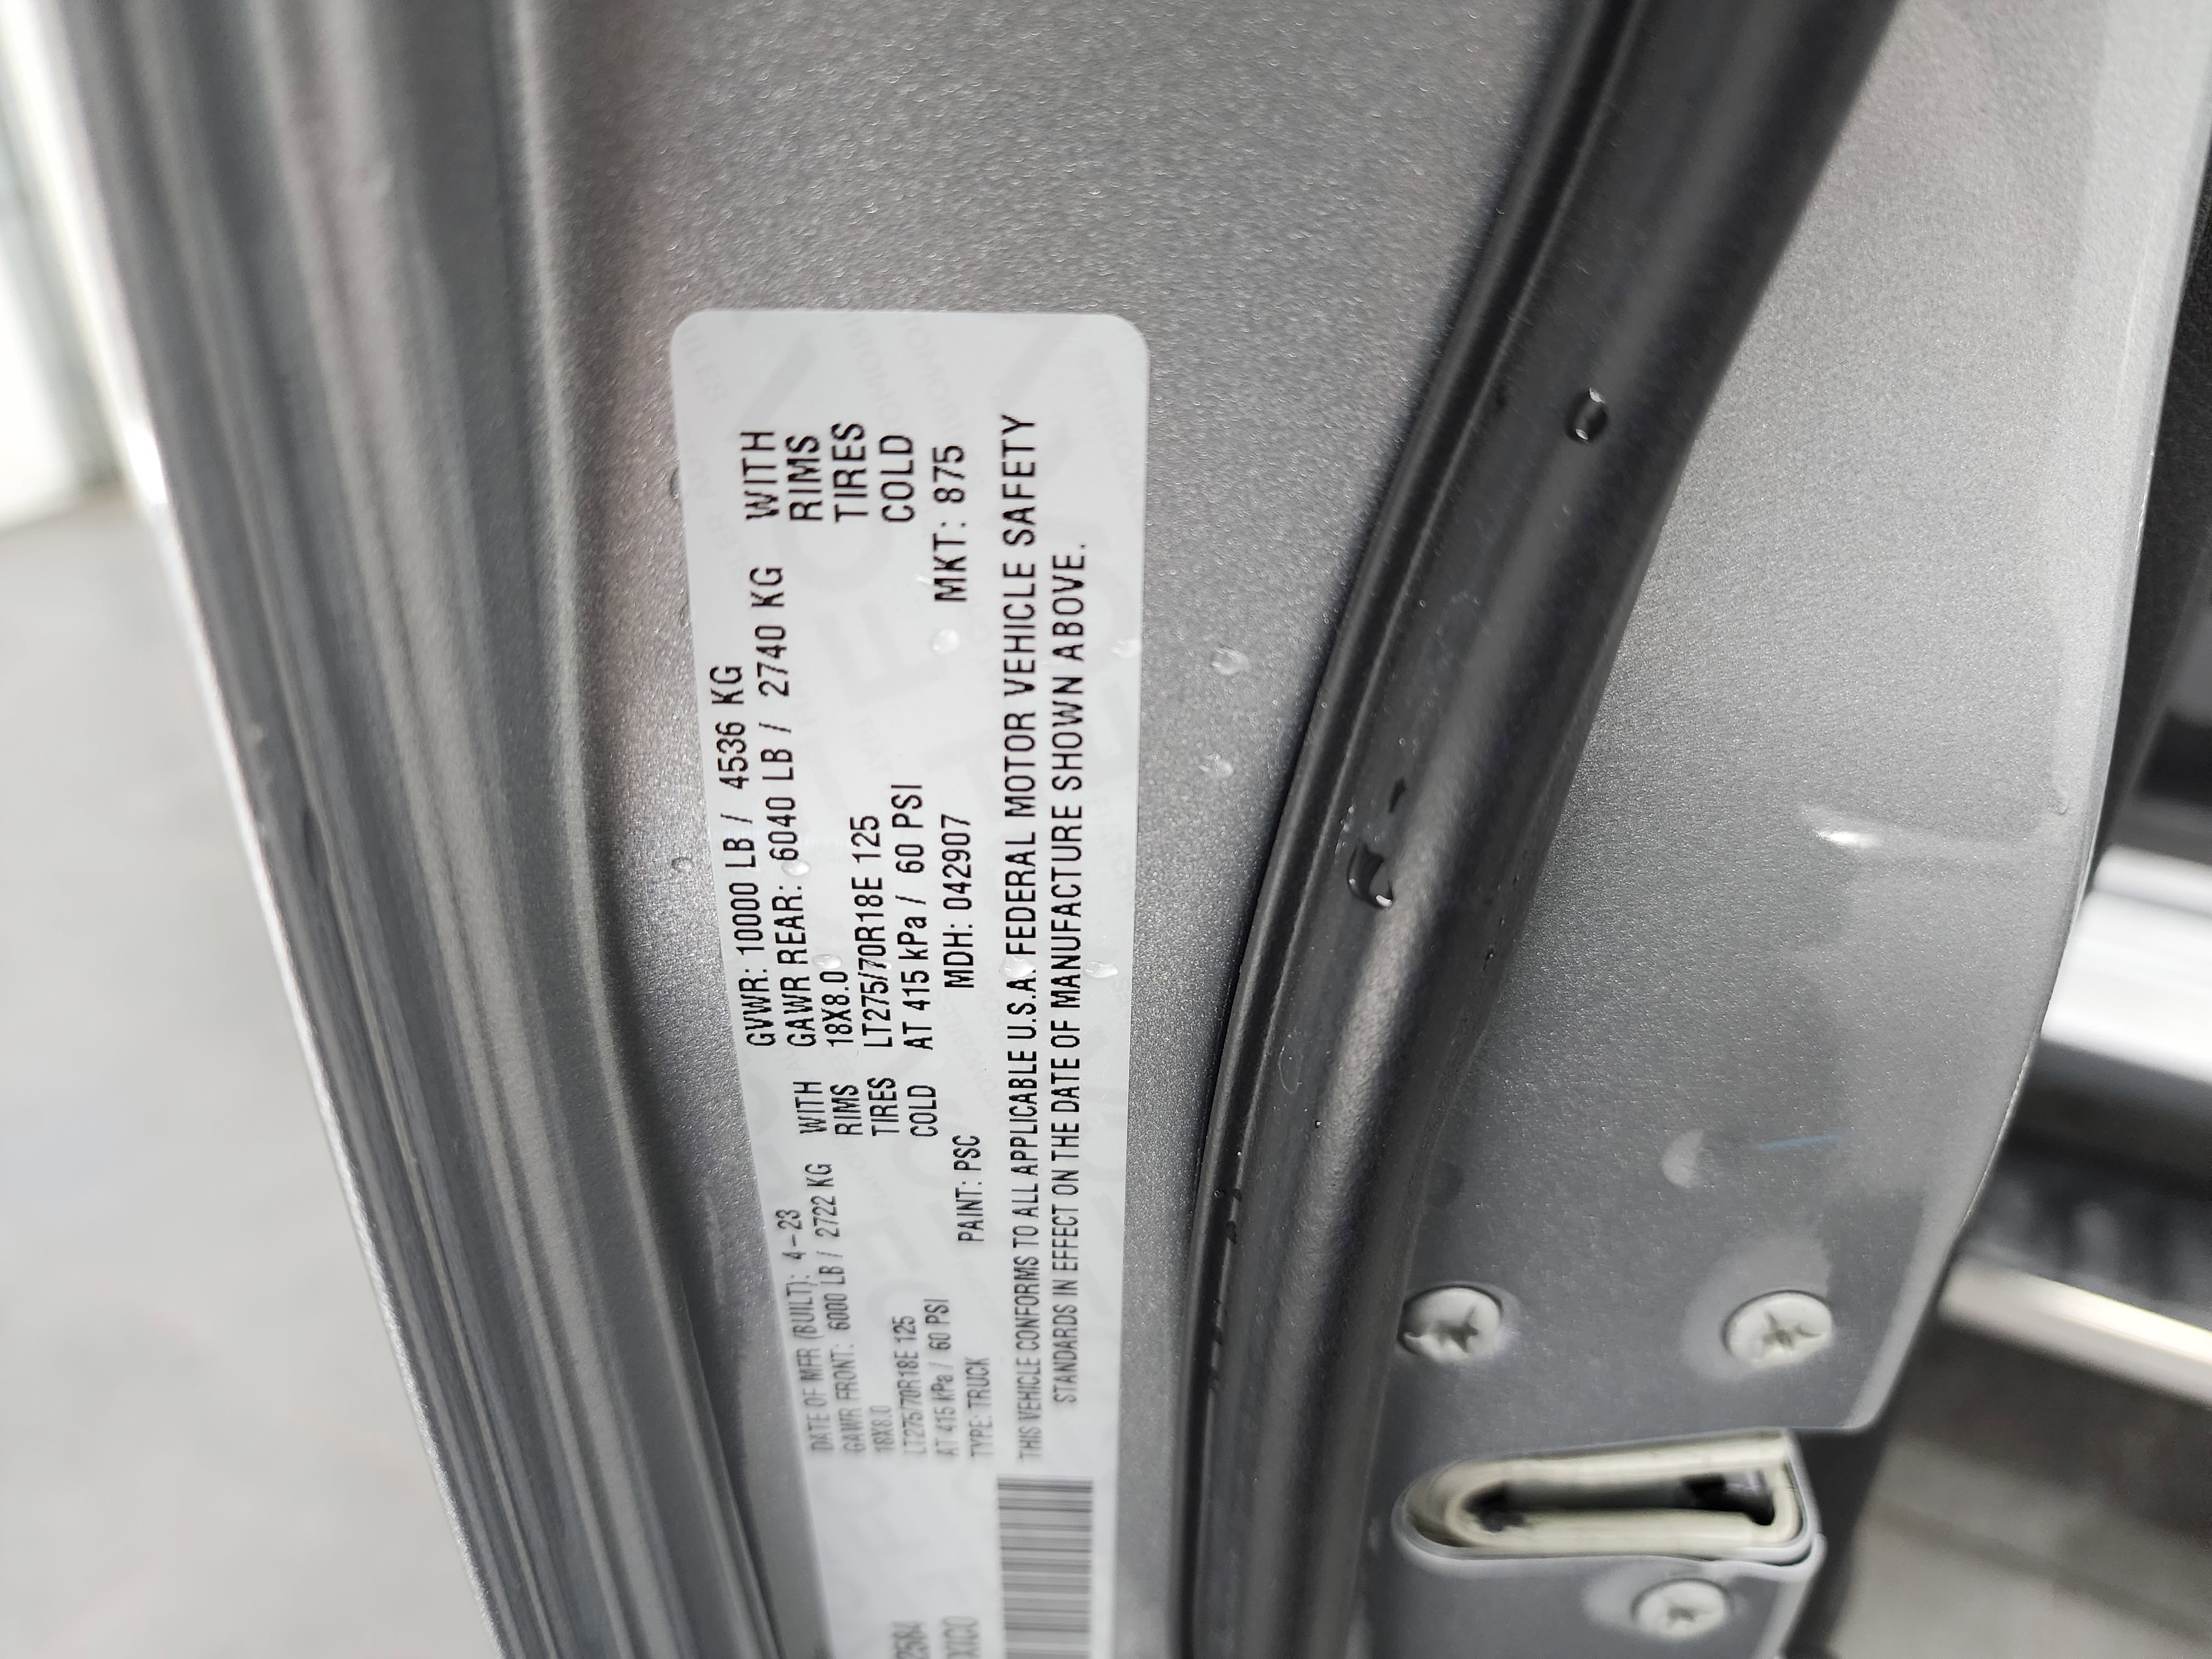 DATE OF MFR (BUILT): 4-23 GVWR: 10000 LB / 4536 KG
GAWR FRONT: 6000 LB / 2722 KG WITH GAWR REAR: 6040 LB / 2740 KG WITH
18X8.0 RIMS 18X8.0 RIMS
LT275/70R18E 125 TIRES LT275/70R18E 125 TIRES
AT 415 kPa / 60 PSI COLD AT 415 kPa / 60 PSI COLD
TYPE: TRUCK PAINT: PSC MDH: 042907 MKT: 875
THIS VEHICLE CONFORMS TO ALL APPLICABLE U.S.A. FEDERAL MOTOR VEHICLE SAFETY
STANDARDS IN EFFECT ON THE DATE OF MANUFACTURE SHOWN ABOVE.